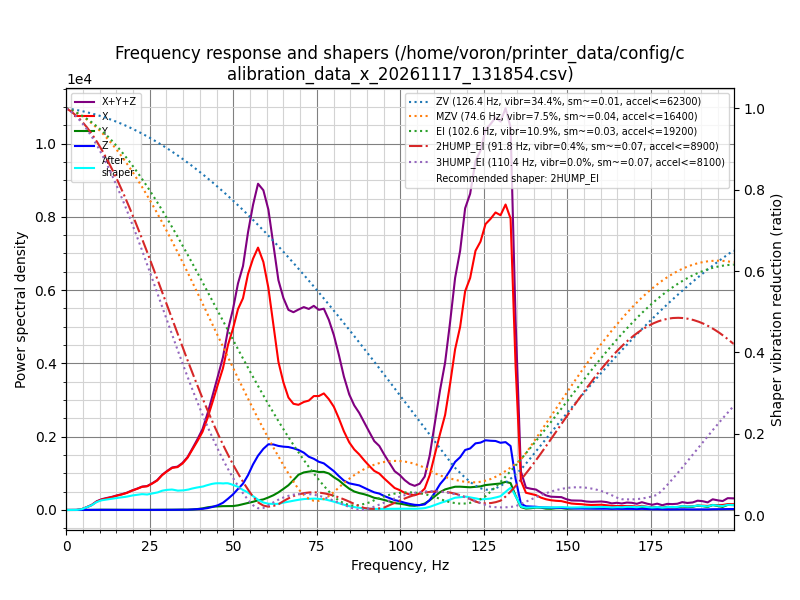 Frequency response and shapers (/home/voron/printer_data/config/c
alibration_data_x_20261117_131854.csv)
1e4
X+Y+Z
X
Y
Z
After
shaper
ZV (126.4 Hz, vibr=34.4%, sm~=0.01, accel<=62300)
MZV (74.6 Hz, vibr=7.5%, sm~=0.04, accel<=16400)
EI (102.6 Hz, vibr=10.9%, sm~=0.03, accel<=19200)
2HUMP_EI (91.8 Hz, vibr=0.4%, sm~=0.07, accel<=8900)
3HUMP_EI (110.4 Hz, vibr=0.0%, sm~=0.07, accel<=8100)
Recommended shaper: 2HUMP_EI
Power spectral density
1.0
0.8
0.6
0.4
0.2
0.0
Shaper vibration reduction (ratio)
1.0
0.8
0.6
0.4
0.2
0.0
0 25 50 75 100 125 150 175
Frequency, Hz